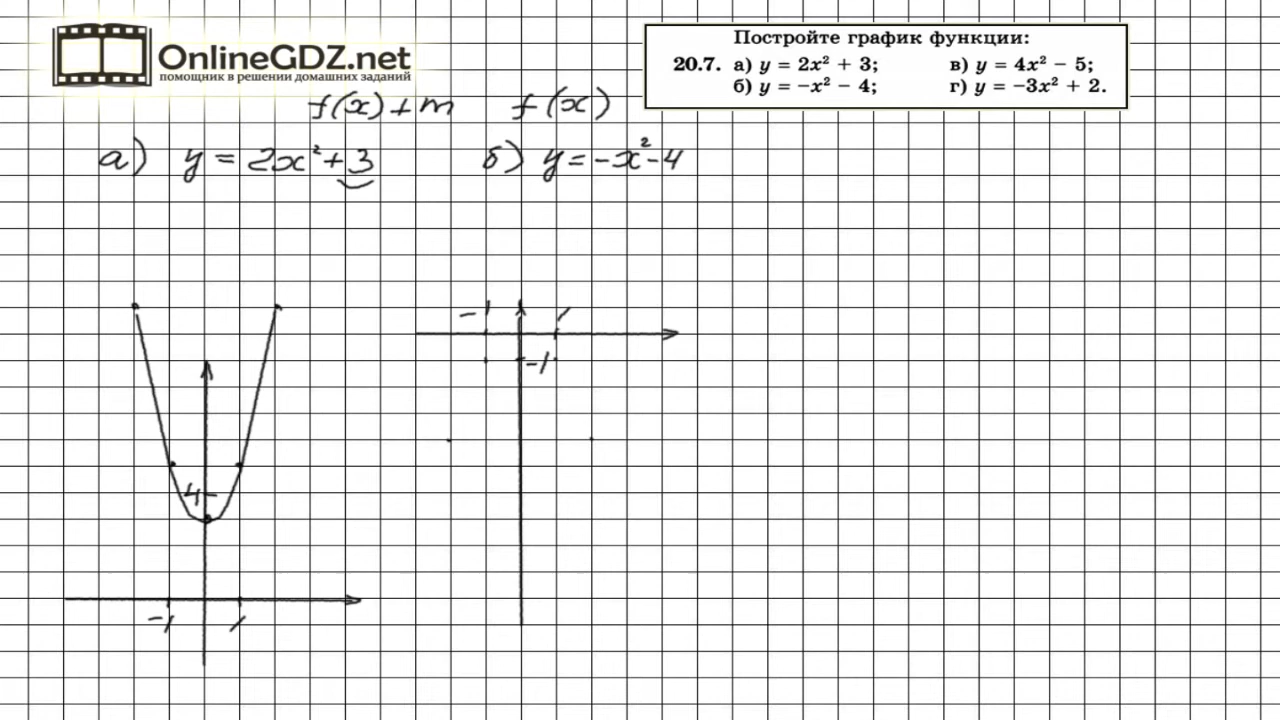 OnlineGDZ.net
помощник в решении домашних заданий
Постройте график функции:
20.7. а) y = 2x² + 3; в) y = 4x² − 5;
б) y = −x² − 4; г) y = −3x² + 2.
f(x)+m f(x)
а) y = 2x²+3 б) y = −x²−4
−1 1
−1
4
−1 1